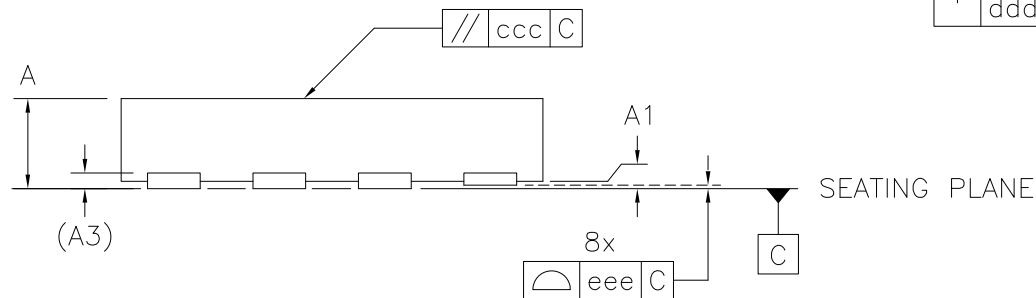 ddd
// ccc C
A
A1
SEATING PLANE
(A3)
8x
C
eee C